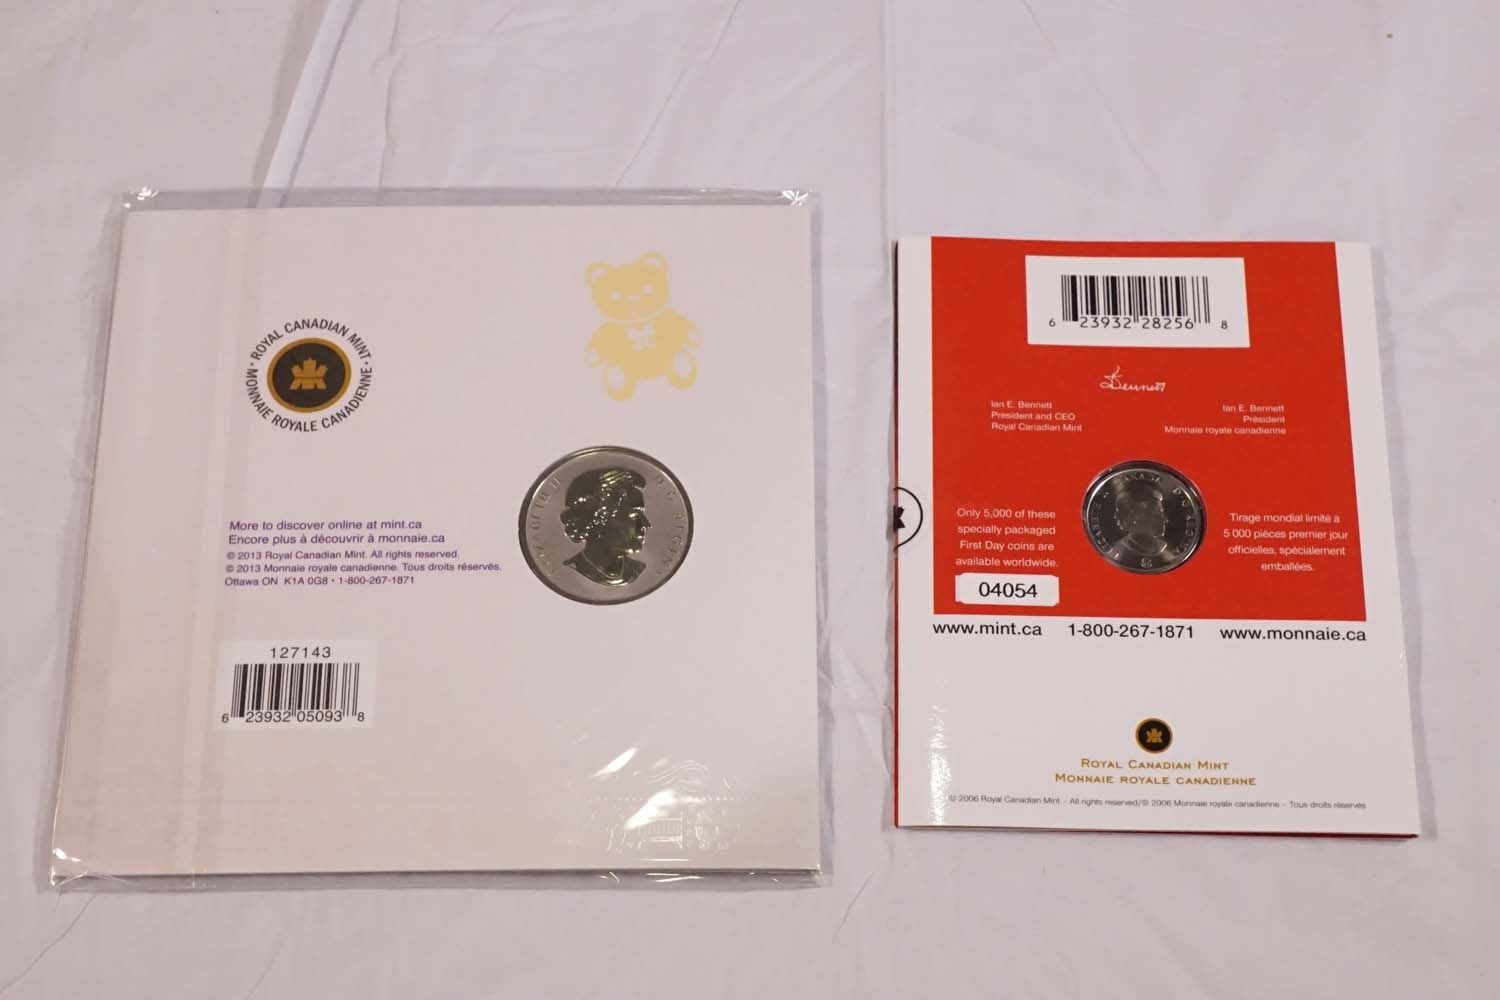 ROYAL CANADIAN MINT
MONNAIE ROYALE CANADIENNE
ELIZABETH II D.G. REGINA
More to discover online at mint.ca
Encore plus à découvrir à monnaie.ca
© 2013 Royal Canadian Mint. All rights reserved.
© 2013 Monnaie royale canadienne. Tous droits réservés.
Ottawa ON K1A 0G8 • 1-800-267-1871
127143
6 23932 05093 8
6 23932 28256 8
Bennett
Ian E. Bennett
President and CEO
Royal Canadian Mint
Ian E. Bennett
Président
Monnaie royale canadienne
Only 5,000 of these
specially packaged
First Day coins are
available worldwide.
04054
Tirage mondial limité à
5 000 pièces premier jour
officielles, spécialement
emballées.
www.mint.ca 1-800-267-1871 www.monnaie.ca
ROYAL CANADIAN MINT
MONNAIE ROYALE CANADIENNE
© 2006 Royal Canadian Mint - All rights reserved/© 2006 Monnaie royale canadienne - Tous droits réservés